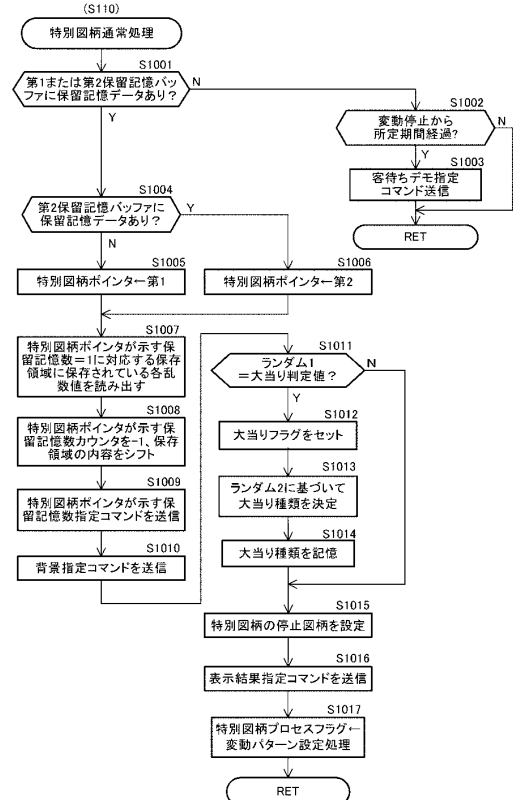 (S110)
特別図柄通常処理
S1001
第1または第2保留記憶バッ
ファに保留記憶データあり?
N
Y
S1002
変動停止から
所定期間経過?
N
Y
S1003
客待ちデモ指定
コマンド送信
RET
S1004
第2保留記憶バッファに
保留記憶データあり?
Y
N
S1005
特別図柄ポインター第1
S1006
特別図柄ポインター第2
S1007
特別図柄ポインタが示す保
留記憶数=1に対応する保存
領域に保存されている各乱
数値を読み出す
S1008
特別図柄ポインタが示す保
留記憶数カウンタを-1、保存
領域の内容をシフト
S1009
特別図柄ポインタが示す保
留記憶数指定コマンドを送信
S1010
背景指定コマンドを送信
S1011
ランダム1
=大当り判定値?
N
Y
S1012
大当りフラグをセット
S1013
ランダム2に基づいて
大当り種類を決定
S1014
大当り種類を記憶
S1015
特別図柄の停止図柄を設定
S1016
表示結果指定コマンドを送信
S1017
特別図柄プロセスフラグ←
変動パターン設定処理
RET